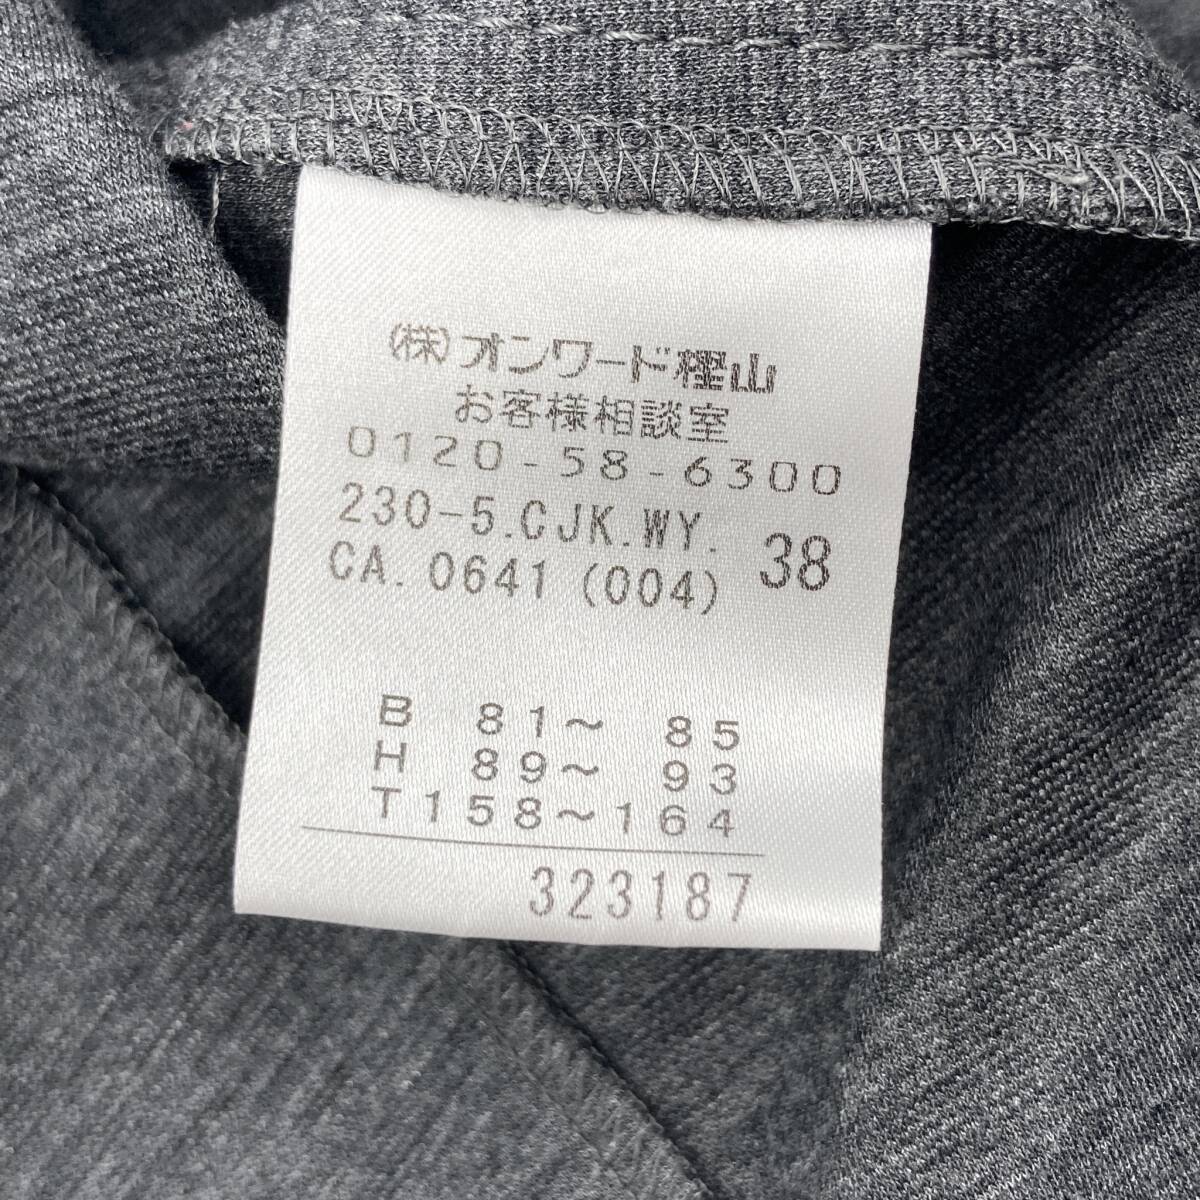 (株)オンワード樫山
お客様相談室
0120-58-6300
230-5.CJK.WY. 38
CA. 0641 (004)
B 81～ 85
H 89～ 93
T158～164
323187